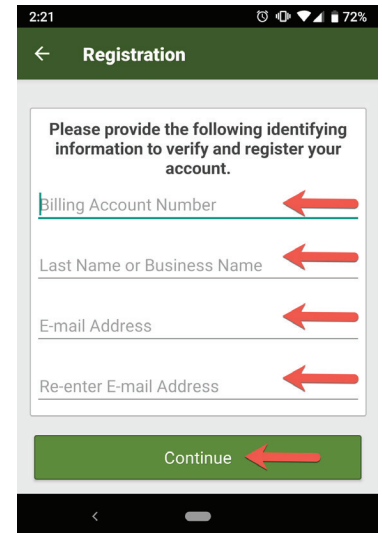 2:21 72%
Registration
Please provide the following identifying
information to verify and register your
account.
Billing Account Number
Last Name or Business Name
E-mail Address
Re-enter E-mail Address
Continue